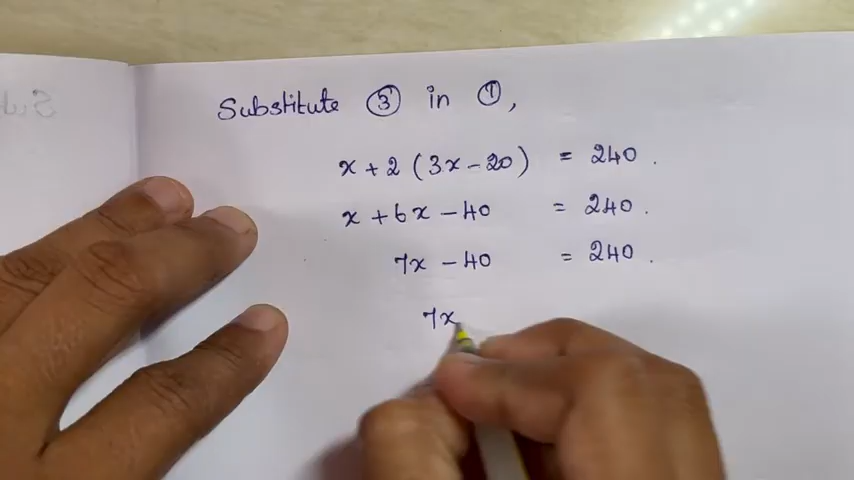 Substitute ③ in ①,
x + 2 (3x - 20) = 240.
x + 6x - 40 = 240.
7x - 40 = 240.
7x